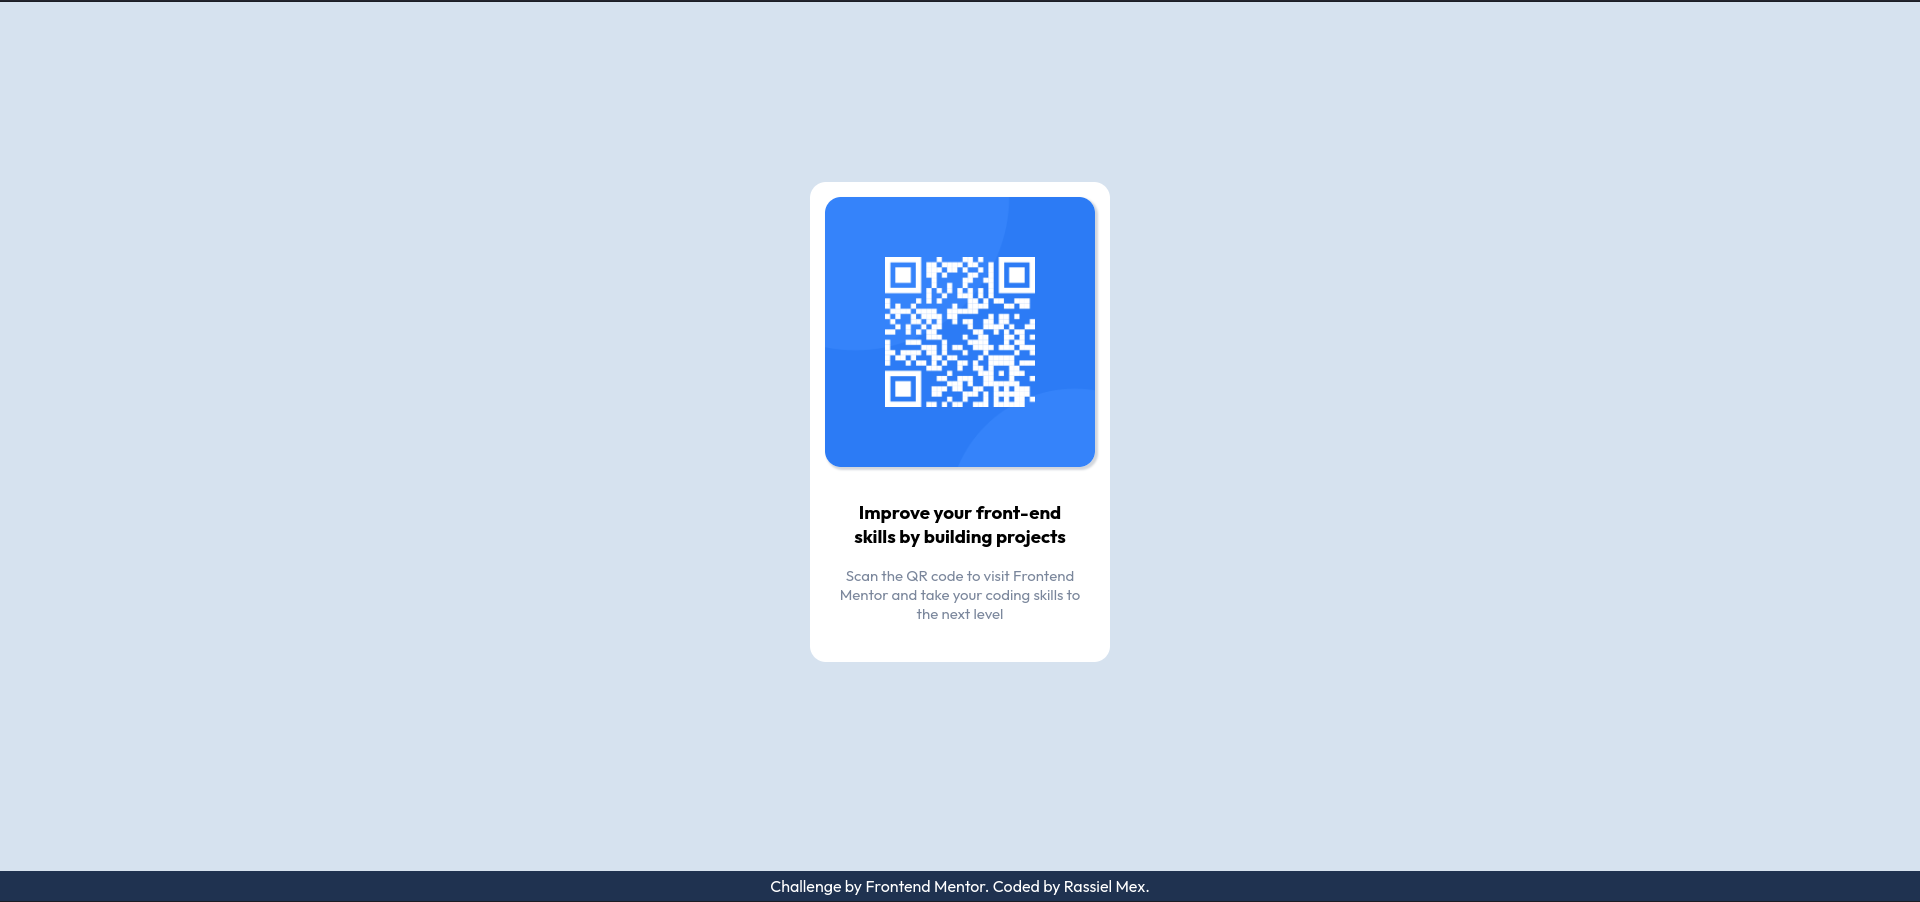 Improve your front-end
skills by building projects
Scan the QR code to visit Frontend
Mentor and take your coding skills to
the next level
Challenge by Frontend Mentor. Coded by Rassiel Mex.